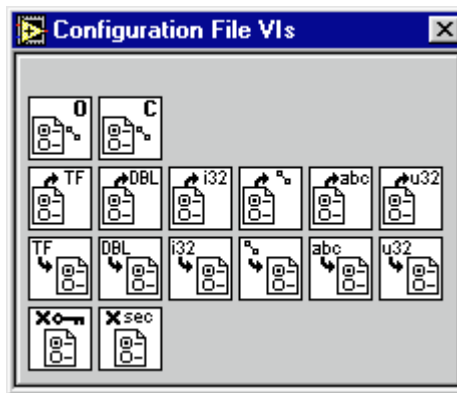 Configuration File VIs
O C
TF DBL i32 abc u32
TF DBL i32 abc u32
sec